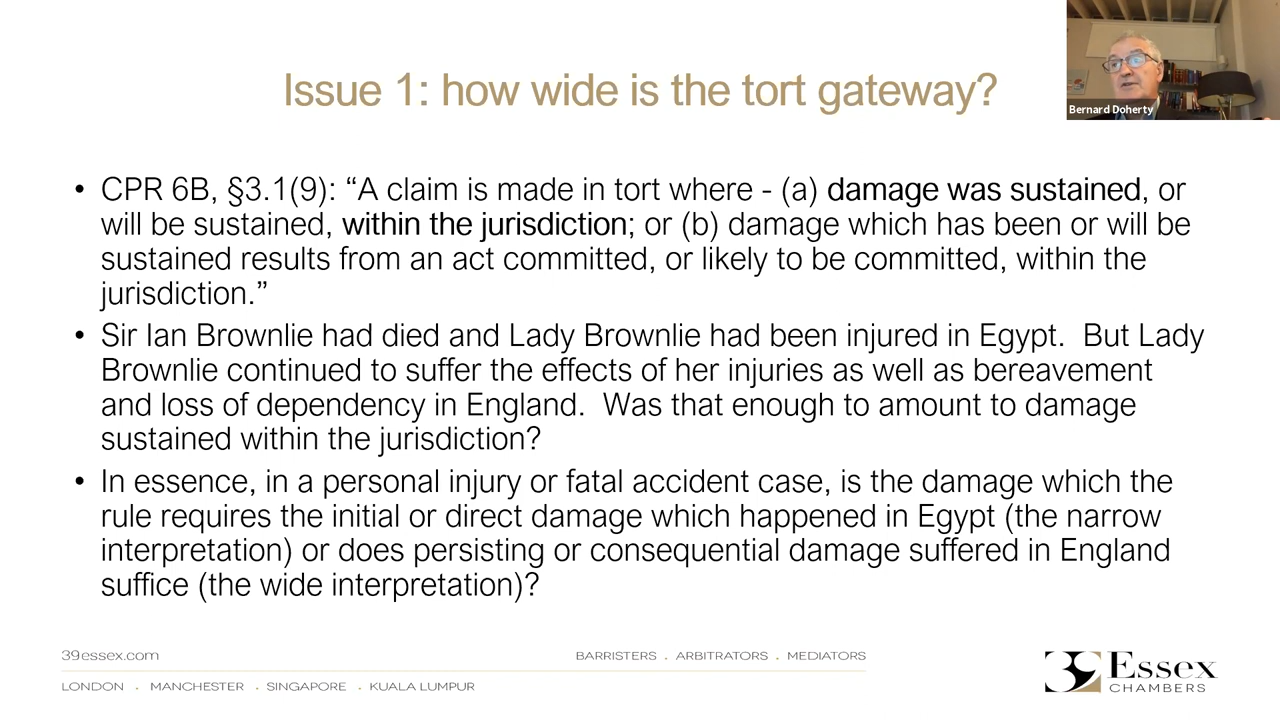 Issue 1: how wide is the tort gateway?
Bernard Doherty
• CPR 6B, §3.1(9): “A claim is made in tort where - (a) damage was sustained, or
will be sustained, within the jurisdiction; or (b) damage which has been or will be
sustained results from an act committed, or likely to be committed, within the
jurisdiction.”
• Sir Ian Brownlie had died and Lady Brownlie had been injured in Egypt.  But Lady
Brownlie continued to suffer the effects of her injuries as well as bereavement
and loss of dependency in England.  Was that enough to amount to damage
sustained within the jurisdiction?
• In essence, in a personal injury or fatal accident case, is the damage which the
rule requires the initial or direct damage which happened in Egypt (the narrow
interpretation) or does persisting or consequential damage suffered in England
suffice (the wide interpretation)?
39essex.com
BARRISTERS . ARBITRATORS . MEDIATORS
LONDON . MANCHESTER . SINGAPORE . KUALA LUMPUR
39 Essex
CHAMBERS